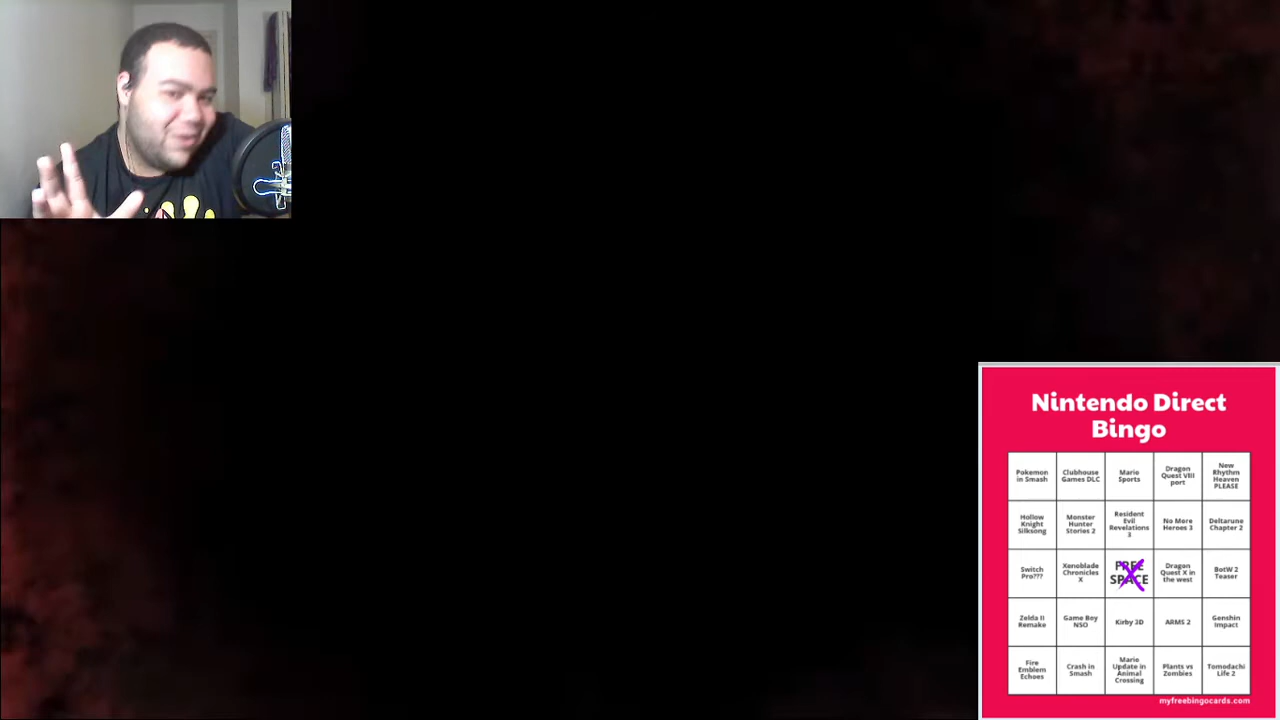 Nintendo Direct
Bingo
Pokemon
in Smash
Clubhouse
Games DLC
Mario
Sports
Dragon
Quest VIII
port
New
Rhythm
Heaven
PLEASE
Hollow
Knight
Silksong
Monster
Hunter
Stories 2
Resident
Evil
Revelations
3
No More
Heroes 3
Deltarune
Chapter 2
Switch
Pro???
Xenoblade
Chronicles
X
FREE
SPACE
Dragon
Quest X in
the west
BotW 2
Teaser
Zelda II
Remake
Game Boy
NSO
Kirby 3D
ARMS 2
Genshin
Impact
Fire
Emblem
Echoes
Crash in
Smash
Mario
Update in
Animal
Crossing
Plants vs
Zombies
Tomodachi
Life 2
myfreebingocards.com